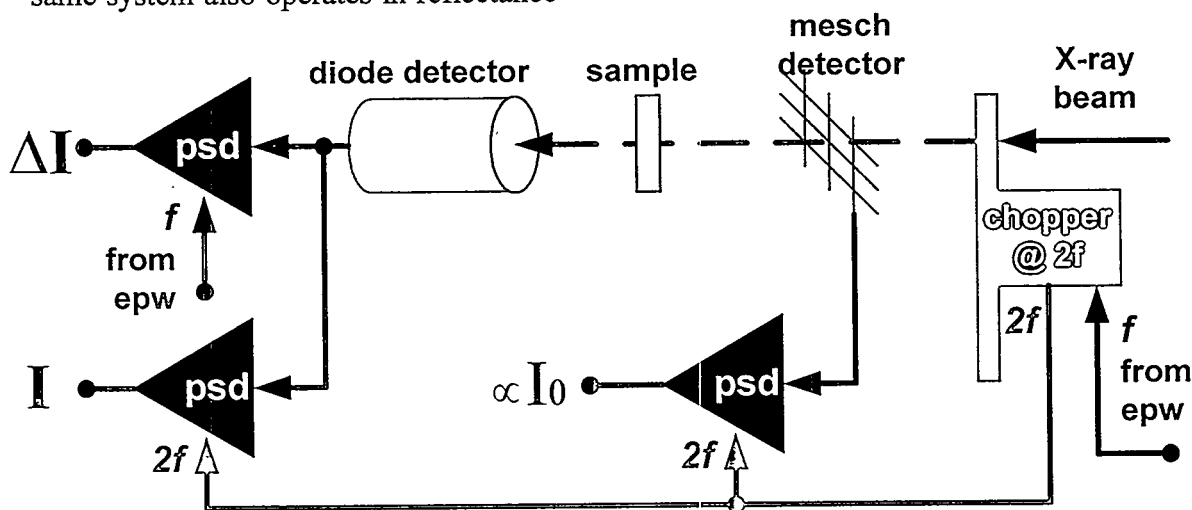 same system also operates in reflectance
mesch
detector
diode detector
sample
X-ray
beam
ΔI
psd
f
from
epw
chopper
@ 2f
2f
f
from
epw
I
psd
2f
∝I₀
psd
2f